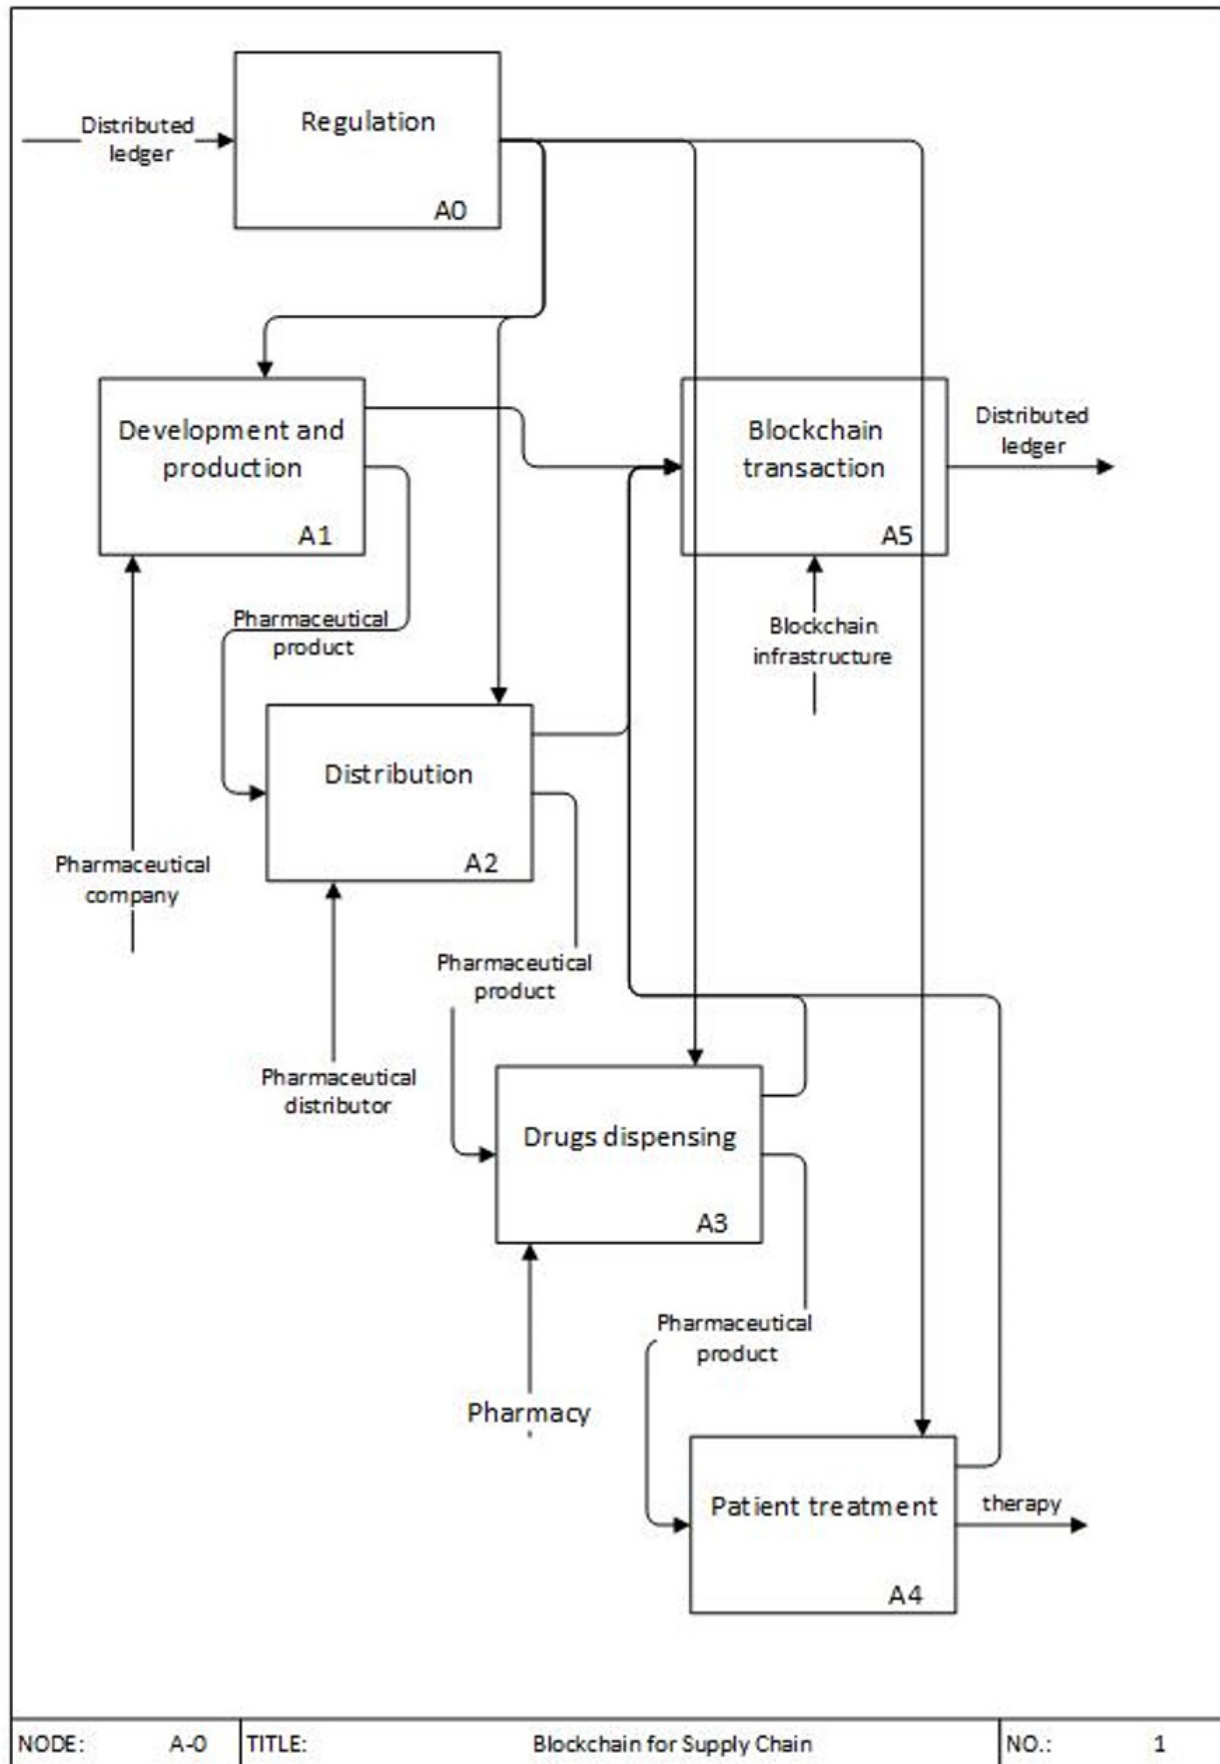 Regulation
Distributed
ledger
A0
Development and
production
A1
Blockchain
transaction
A5
Distributed
ledger
Pharmaceutical
product
Blockchain
infrastructure
Distribution
A2
Pharmaceutical
company
Pharmaceutical
product
Pharmaceutical
distributor
Drugs dispensing
A3
Pharmaceutical
product
Pharmacy
Patient treatment
therapy
A4
NODE: A-0 TITLE: Blockchain for Supply Chain NO.: 1